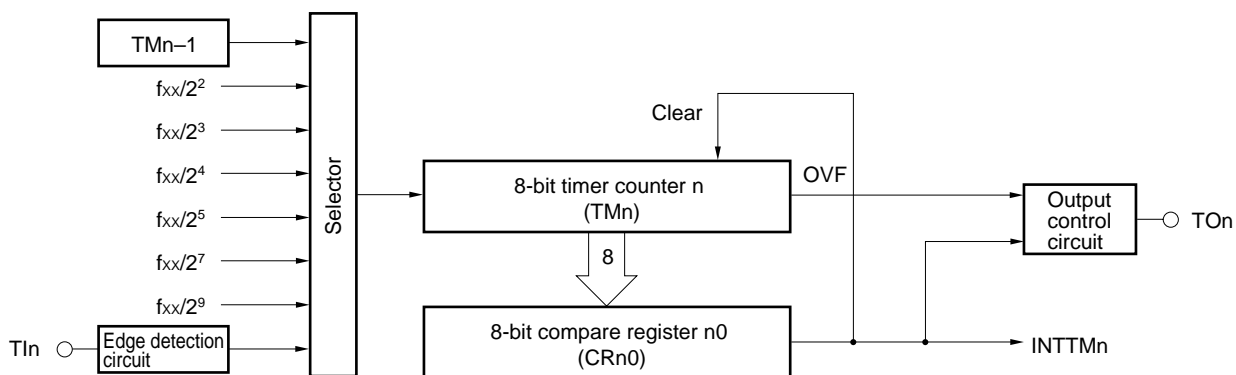 TMn–1
fxx/2²
fxx/2³
fxx/2⁴
fxx/2⁵
fxx/2⁷
fxx/2⁹
TIn
Edge detection
circuit
Selector
Clear
8-bit timer counter n
(TMn)
OVF
8
8-bit compare register n0
(CRn0)
Output
control
circuit
TOn
INTTMn